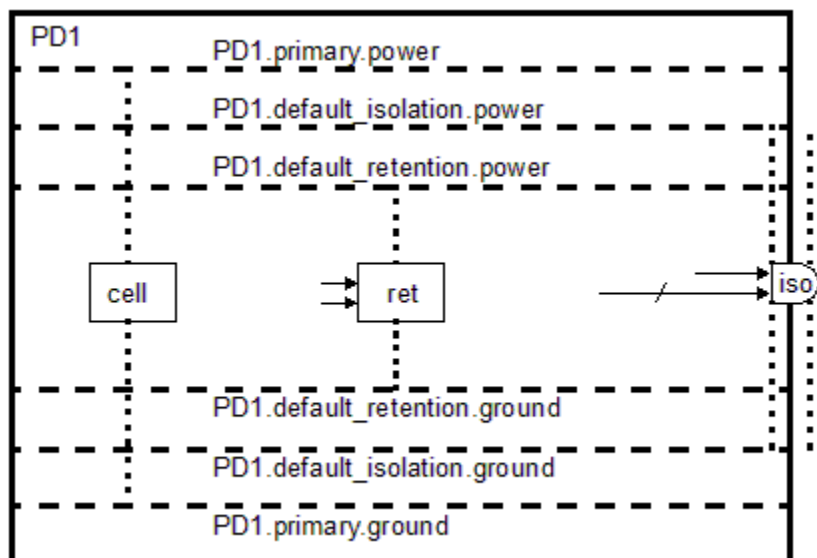 PD1
PD1.primary.power
PD1.default_isolation.power
PD1.default_retention.power
cell
ret
iso
PD1.default_retention.ground
PD1.default_isolation.ground
PD1.primary.ground